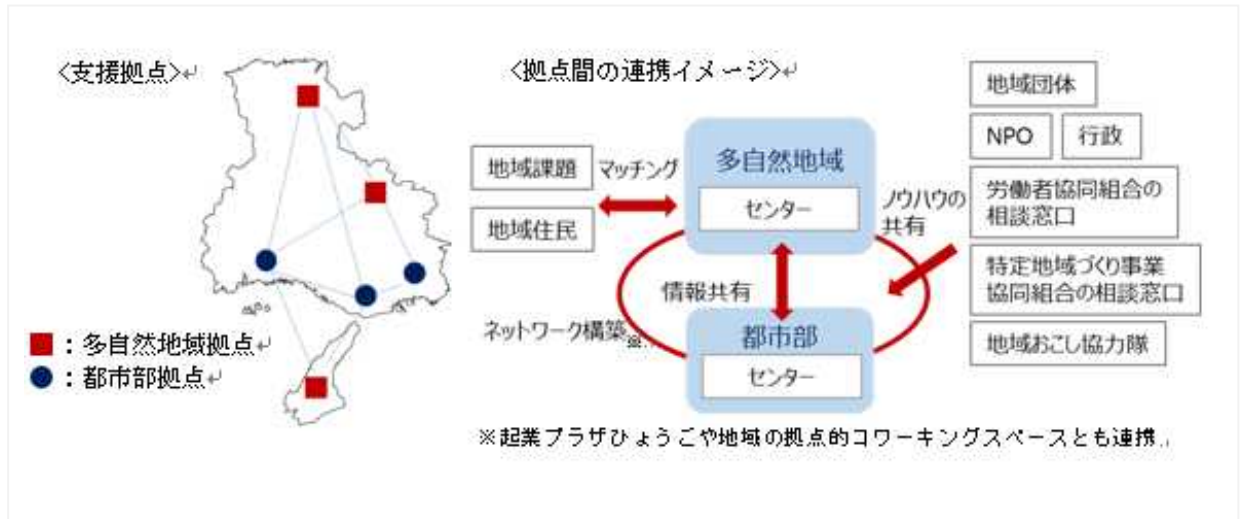 <支援拠点>↵
■:多自然地域拠点↵
●:都市部拠点↵
<拠点間の連携イメージ>↵
地域課題
地域住民
マッチング
多自然地域
センター
情報共有
ネットワーク構築※
都市部
センター
ノウハウの
共有
地域団体
NPO
行政
労働者協同組合の
相談窓口
特定地域づくり事業
協同組合の相談窓口
地域おこし協力隊
※起業プラザひょうごや地域の拠点的コワーキングスペースとも連携